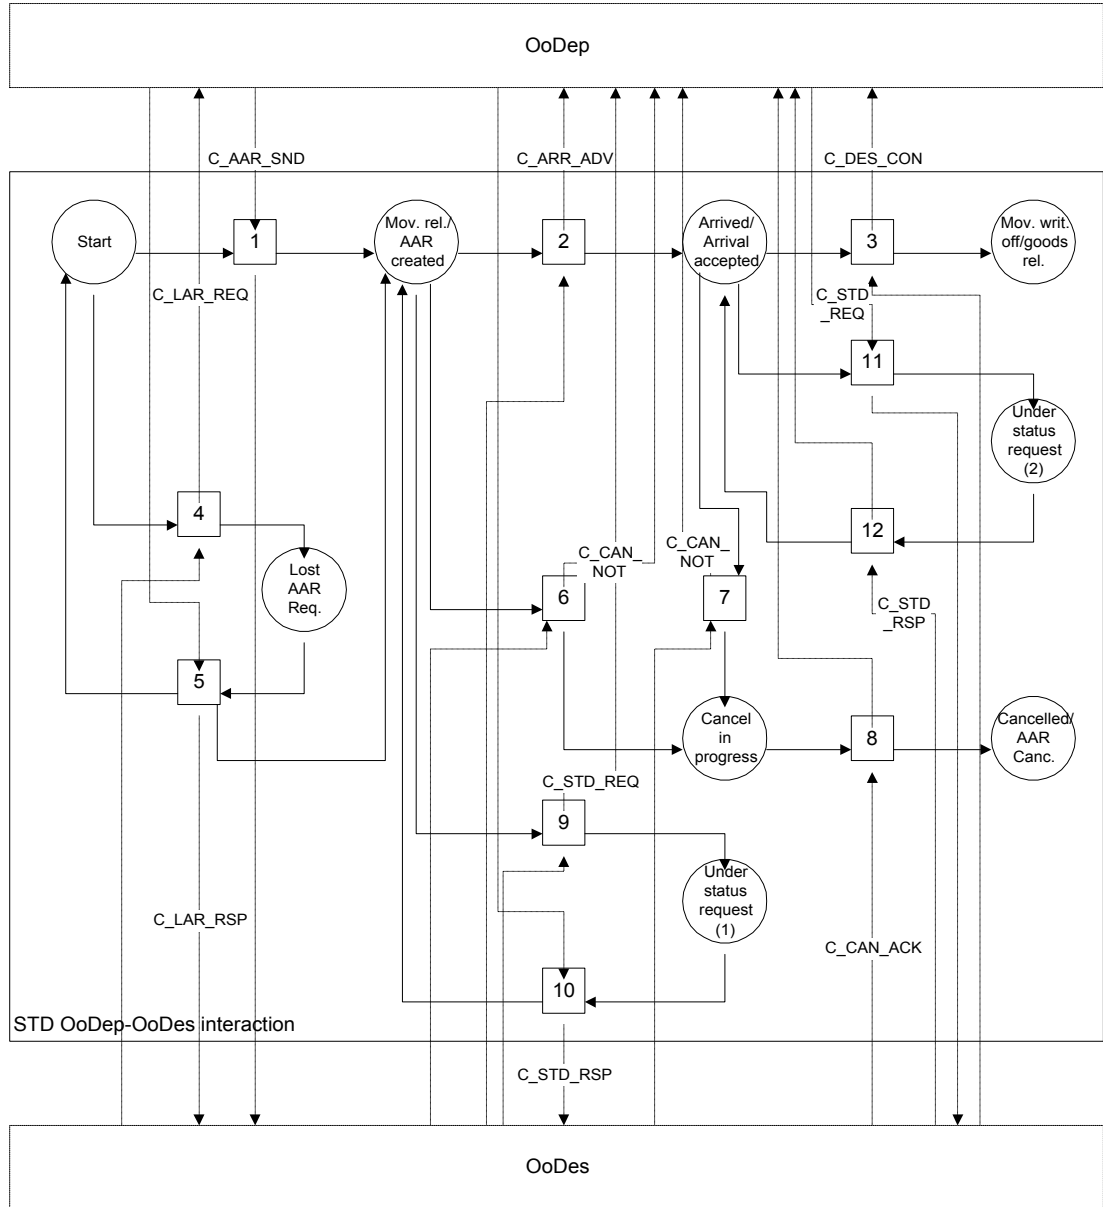 OoDep
C_AAR_SND
C_ARR_ADV
C_DES_CON
Start
1
Mov. rel./
AAR
created
2
Arrived/
Arrival
accepted
3
Mov. writ.
off/goods
rel.
C_LAR_REQ
C_STD
_REQ
11
Under
status
request
(2)
4
12
C_CAN_
NOT
C_CAN_
NOT
Lost
AAR
Req.
6
7
C_STD
_RSP
5
Cancel
in
progress
8
Cancelled/
AAR
Canc.
C_STD_REQ
9
Under
status
request
(1)
C_LAR_RSP
C_CAN_ACK
10
STD OoDep-OoDes interaction
C_STD_RSP
OoDes